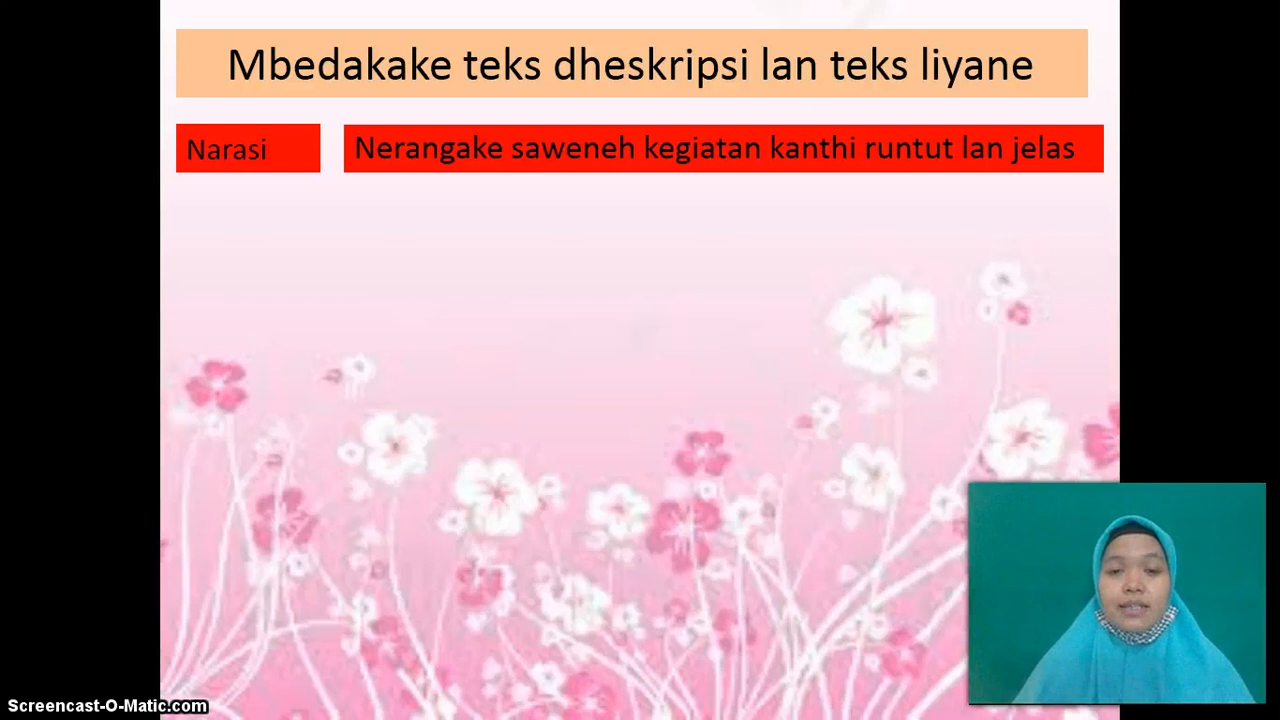 Mbedakake teks dheskripsi lan teks liyane
Narasi
Nerangake saweneh kegiatan kanthi runtut lan jelas
Screencast-O-Matic.com